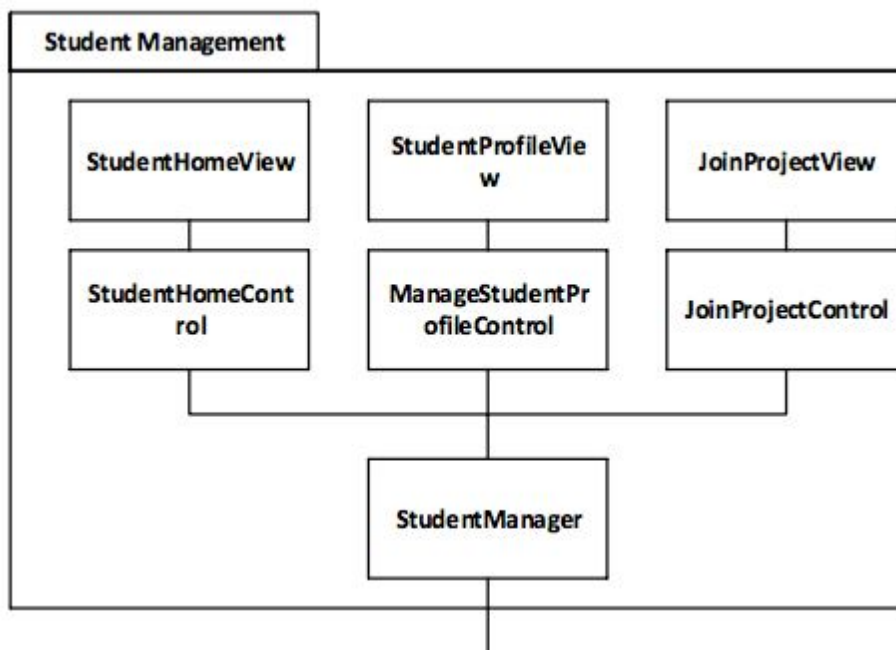 Student Management
StudentHomeView
StudentProfileVie
w
JoinProjectView
StudentHomeCont
rol
ManageStudentPr
ofileControl
JoinProjectControl
StudentManager